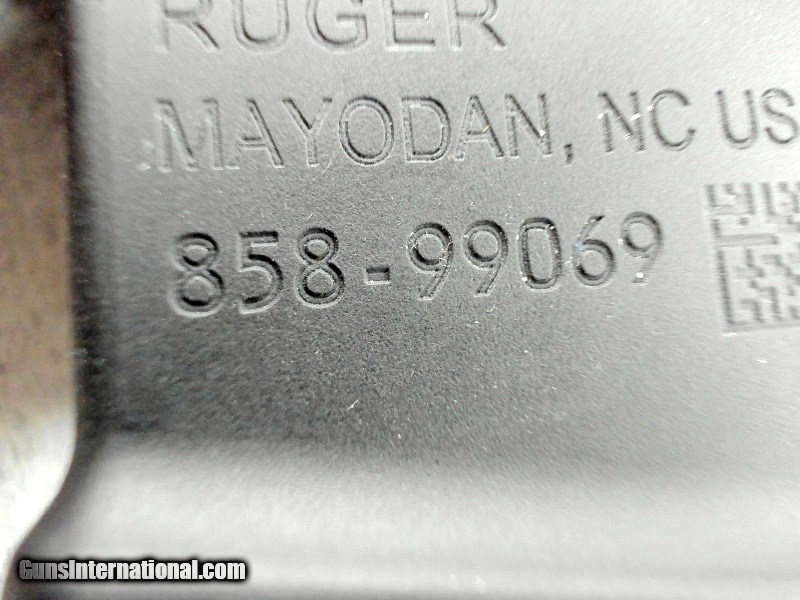 RUGER
MAYODAN, NC US
858-99069
GunsInternational.com